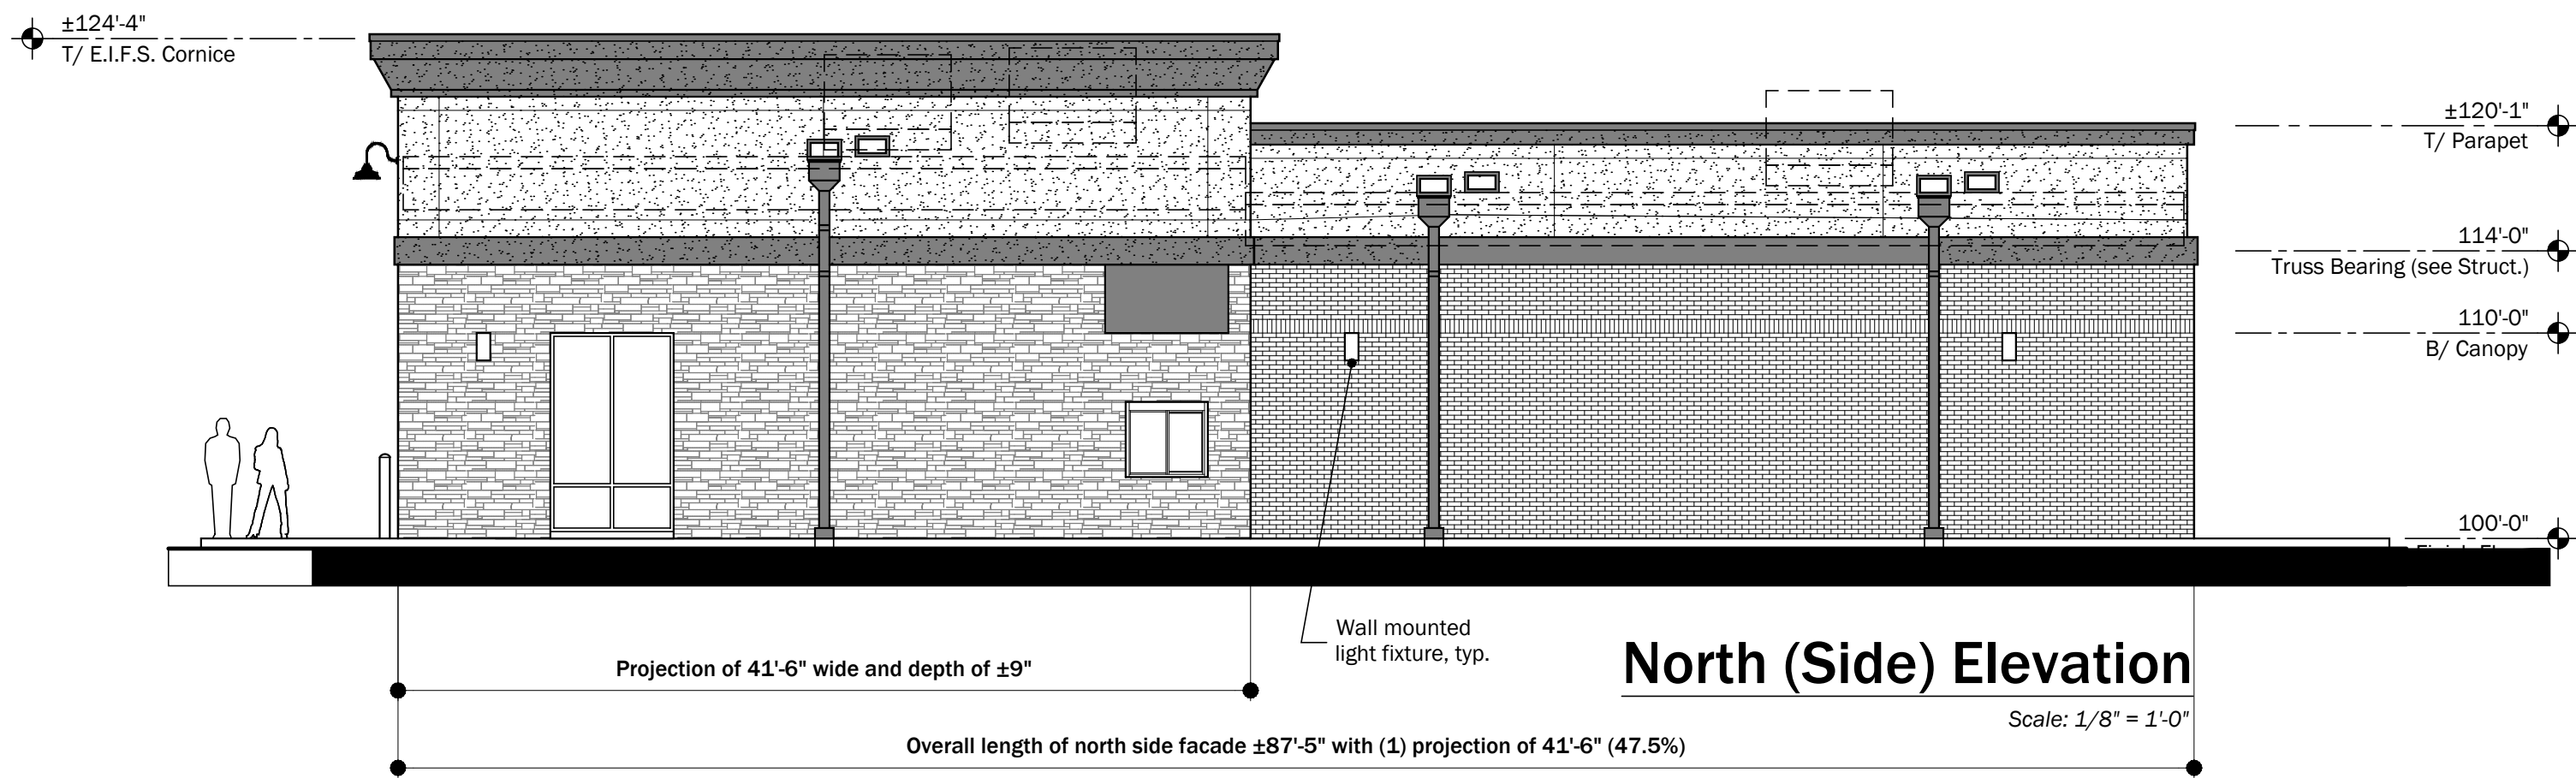 ±124'-4"
T/ E.I.F.S. Cornice
±120'-1"
T/ Parapet
114'-0"
Truss Bearing (see Struct.)
110'-0"
B/ Canopy
100'-0"
Wall mounted
light fixture, typ.
Projection of 41'-6" wide and depth of ±9"
North (Side) Elevation
Scale: 1/8" = 1'-0"
Overall length of north side facade ±87'-5" with (1) projection of 41'-6" (47.5%)